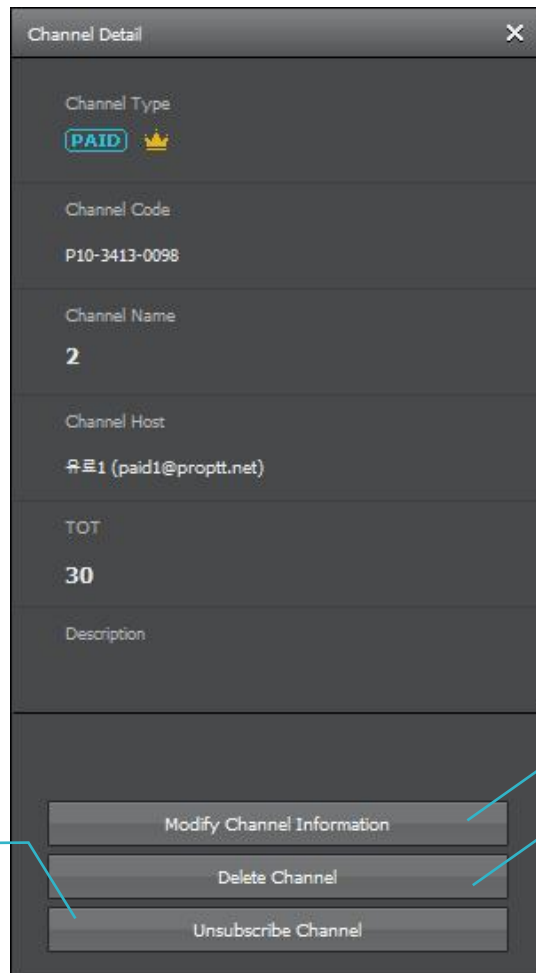 Channel Detail
Channel Type
PAID
Channel Code
P10-3413-0098
Channel Name
2
Channel Host
유료1 (paid1@proptt.net)
TOT
30
Description
Modify Channel Information
Delete Channel
Unsubscribe Channel